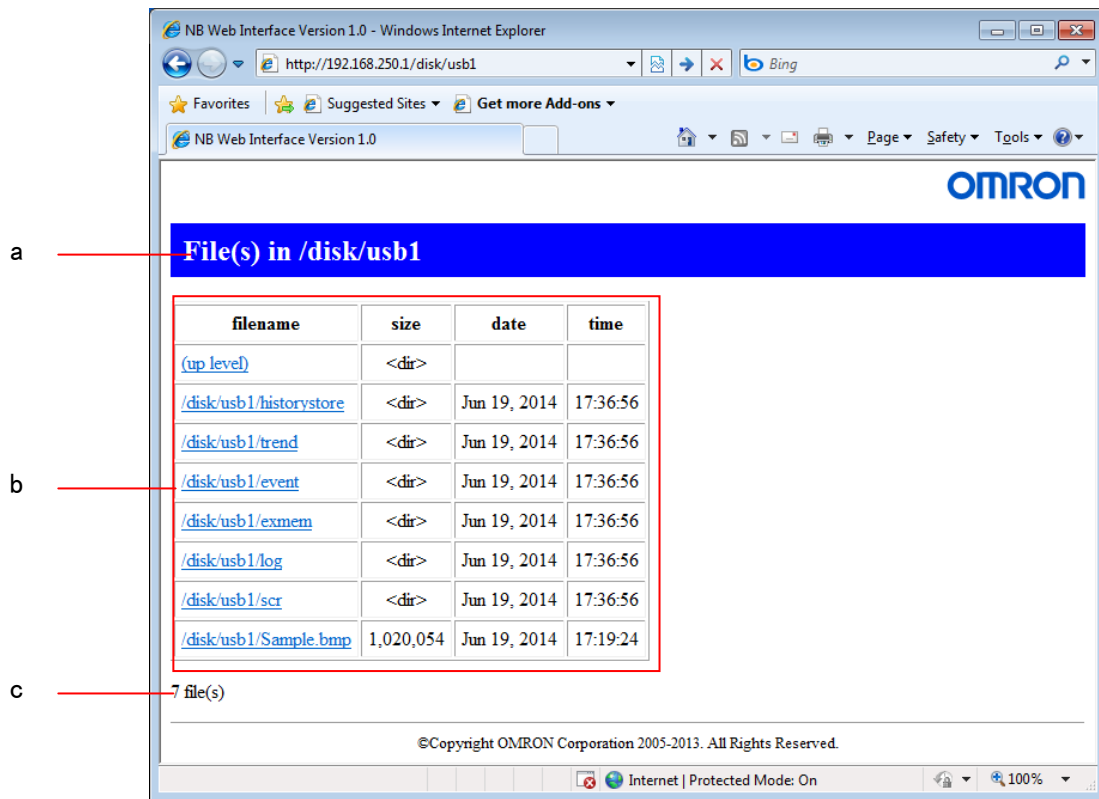 NB Web Interface Version 1.0 - Windows Internet Explorer
http://192.168.250.1/disk/usb1
Bing
Favorites Suggested Sites Get more Add-ons
NB Web Interface Version 1.0 Page Safety Tools
OMRON
a File(s) in /disk/usb1
filename size date time
(up level) <dir>
/disk/usb1/historystore <dir> Jun 19, 2014 17:36:56
/disk/usb1/trend <dir> Jun 19, 2014 17:36:56
b /disk/usb1/event <dir> Jun 19, 2014 17:36:56
/disk/usb1/exmem <dir> Jun 19, 2014 17:36:56
/disk/usb1/log <dir> Jun 19, 2014 17:36:56
/disk/usb1/scr <dir> Jun 19, 2014 17:36:56
/disk/usb1/Sample.bmp 1,020,054 Jun 19, 2014 17:19:24
c 7 file(s)
©Copyright OMRON Corporation 2005-2013. All Rights Reserved.
Internet | Protected Mode: On 100%